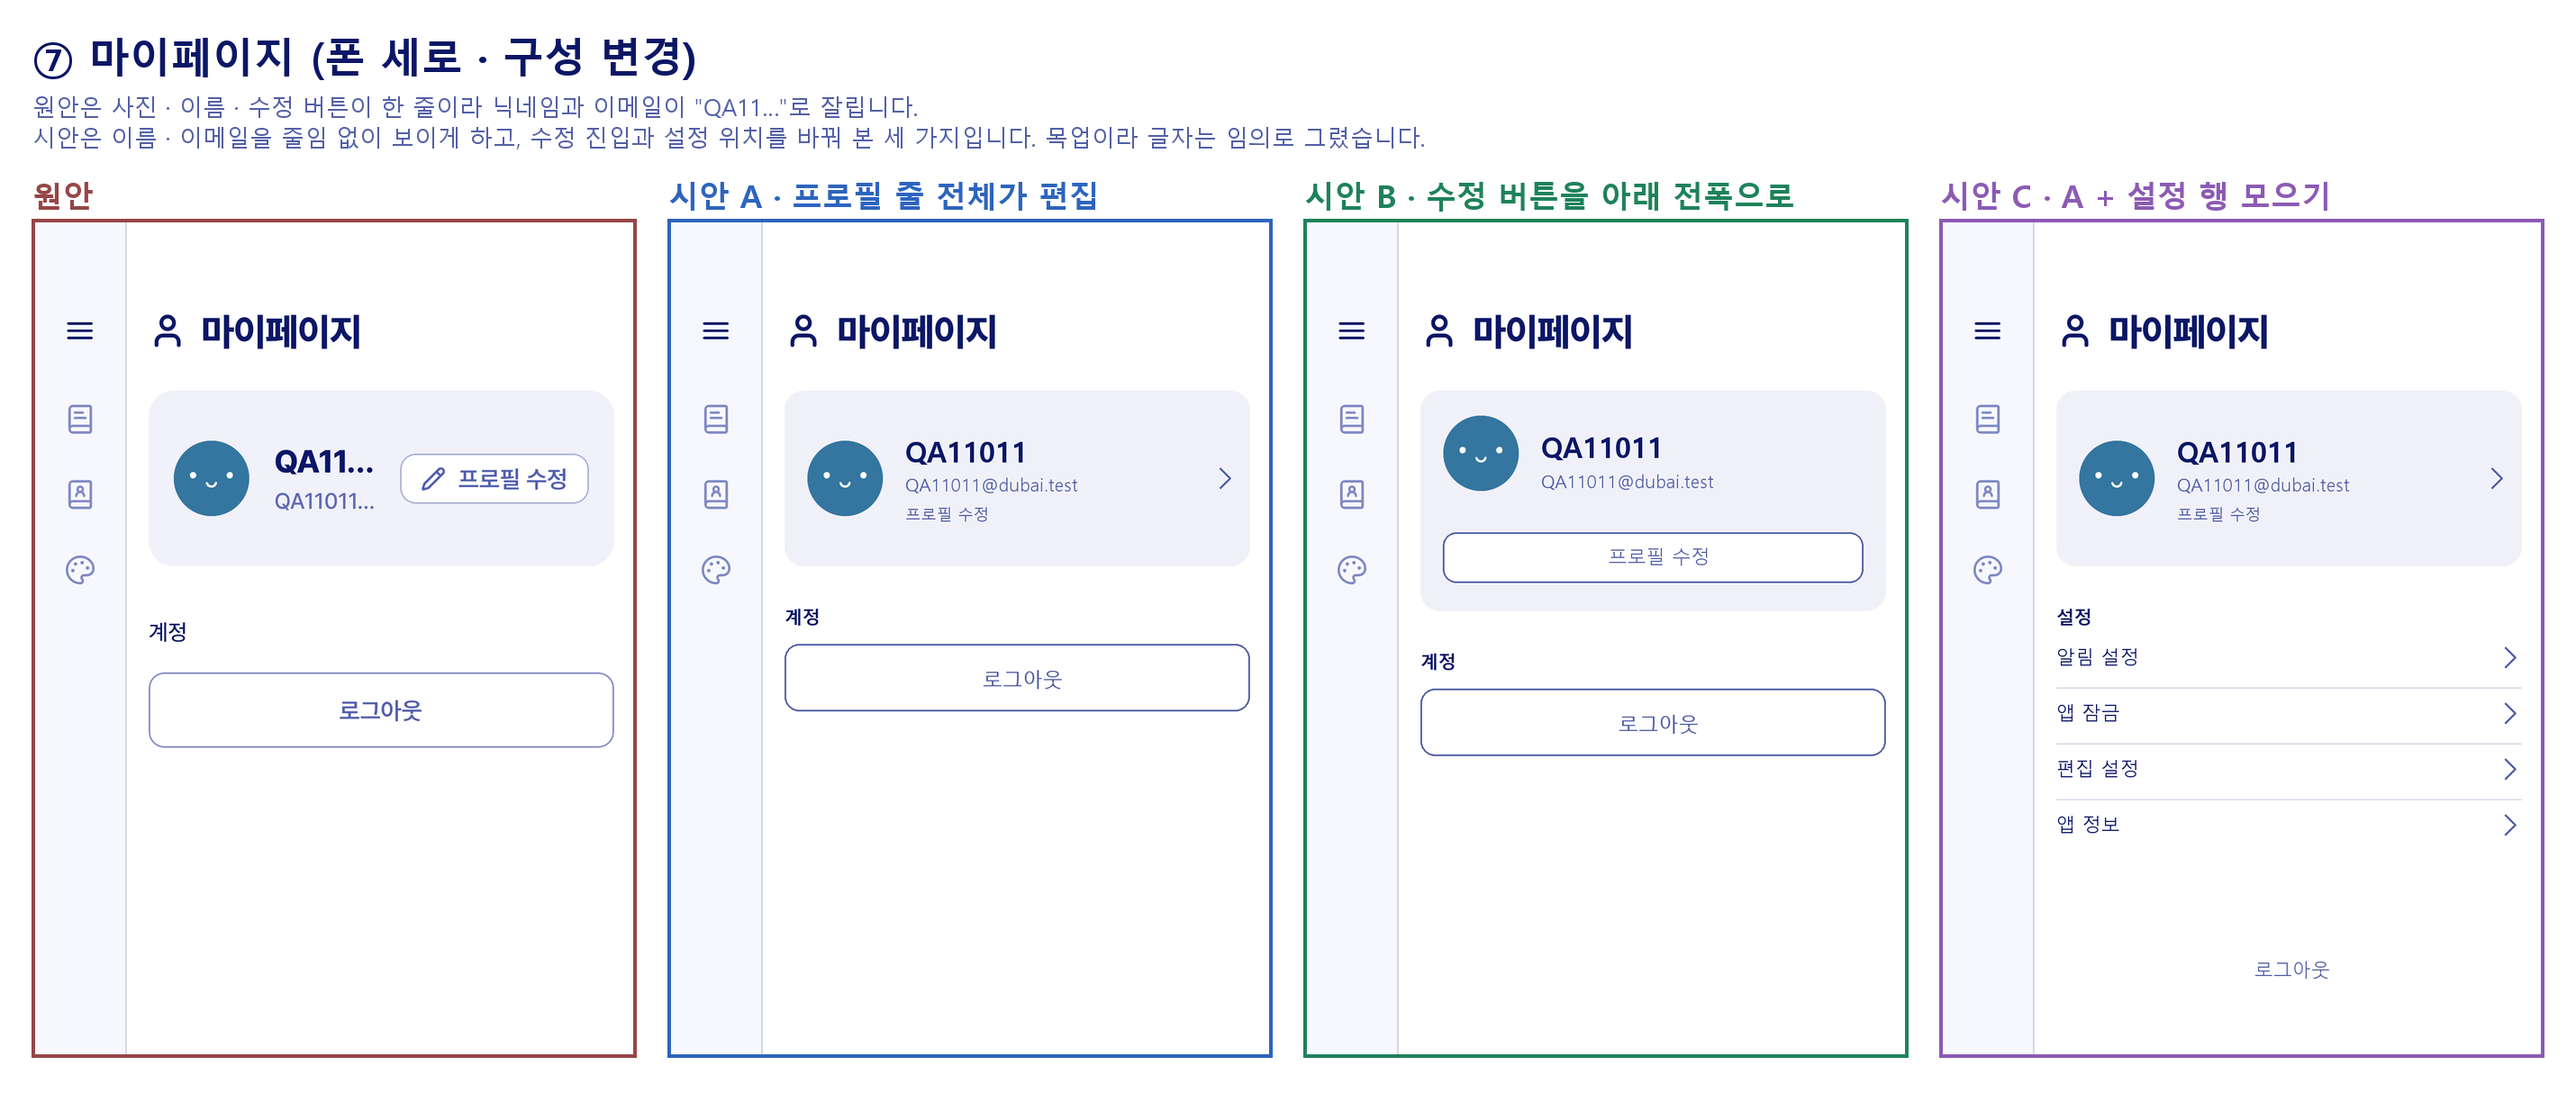 ⑦ 마이페이지 (폰 세로 · 구성 변경)
원안은 사진 · 이름 · 수정 버튼이 한 줄이라 닉네임과 이메일이 "QA11..."로 잘립니다.
시안은 이름 · 이메일을 줄임 없이 보이게 하고, 수정 진입과 설정 위치를 바꿔 본 세 가지입니다. 목업이라 글자는 임의로 그렸습니다.
원안
마이페이지
QA11...
QA11011...
프로필 수정
계정
로그아웃
시안 A · 프로필 줄 전체가 편집
마이페이지
QA11011
QA11011@dubai.test
프로필 수정
계정
로그아웃
시안 B · 수정 버튼을 아래 전폭으로
마이페이지
QA11011
QA11011@dubai.test
프로필 수정
계정
로그아웃
시안 C · A + 설정 행 모으기
마이페이지
QA11011
QA11011@dubai.test
프로필 수정
설정
알림 설정
앱 잠금
편집 설정
앱 정보
로그아웃